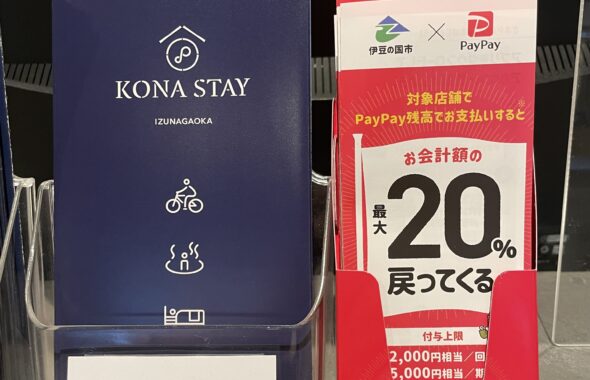 KONA STAY
IZUNAGAOKA
伊豆の国市 × PayPay
対象店舗で
PayPay残高でお支払いすると
お会計額の
最大
20%
戻ってくる
付与上限
2,000円相当/回
5,000円相当/期